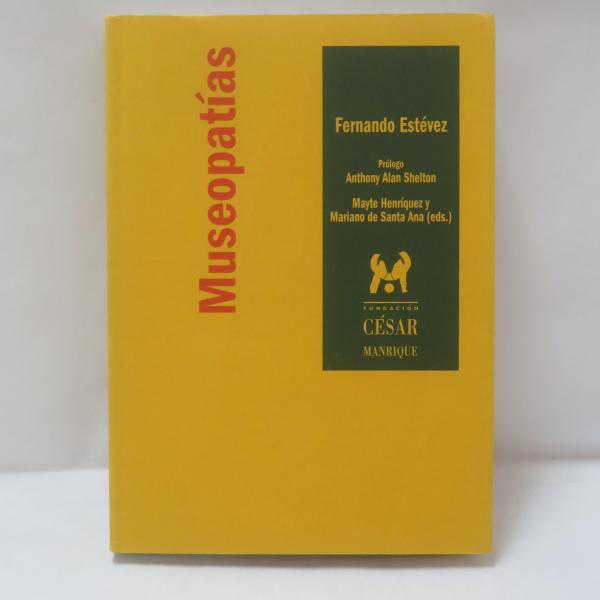 Museopatías
Fernando Estévez
Prólogo
Anthony Alan Shelton
Mayte Henríquez y
Mariano de Santa Ana (eds.)
FUNDACIÓN
CÉSAR
MANRIQUE